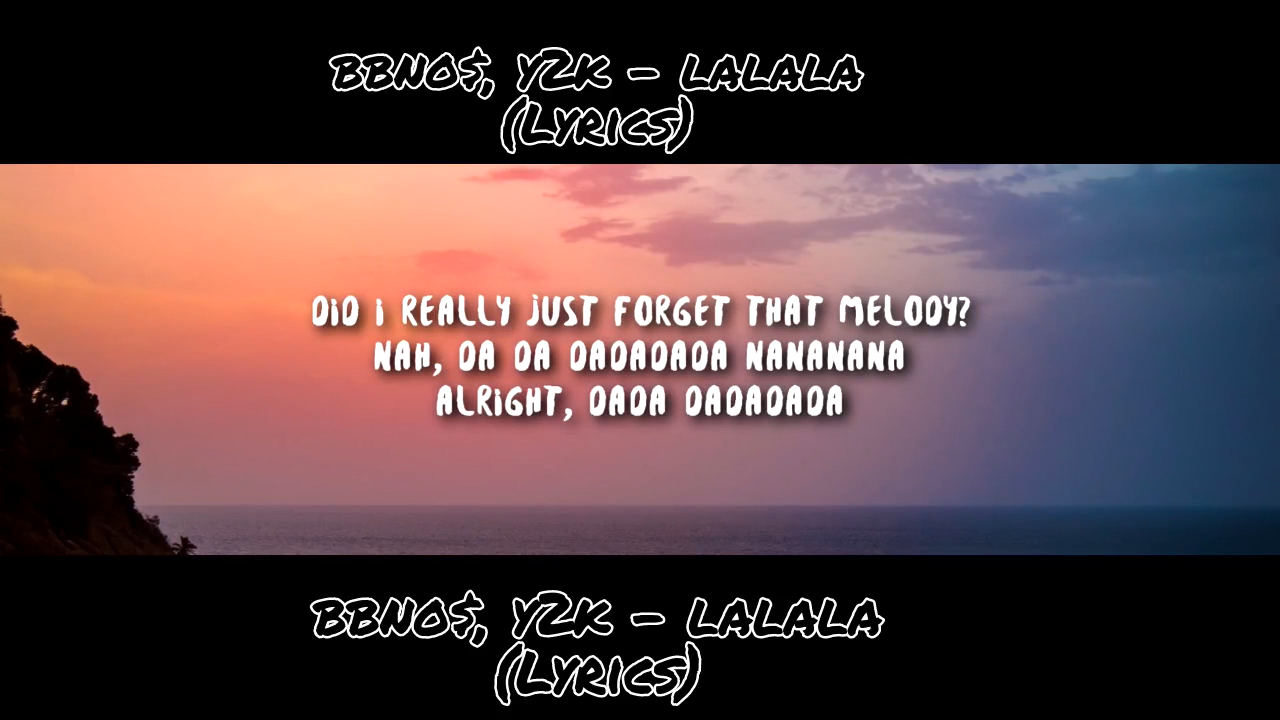 BBNO$, Y2K - LALALA
(LYRICS)
DiD i REALLY JUST FORGET THAT MELODY?
NAH, DA DA DADADADA NANANANA
ALRiGHT, DADA DADADADA
BBNO$, Y2K - LALALA
(LYRICS)